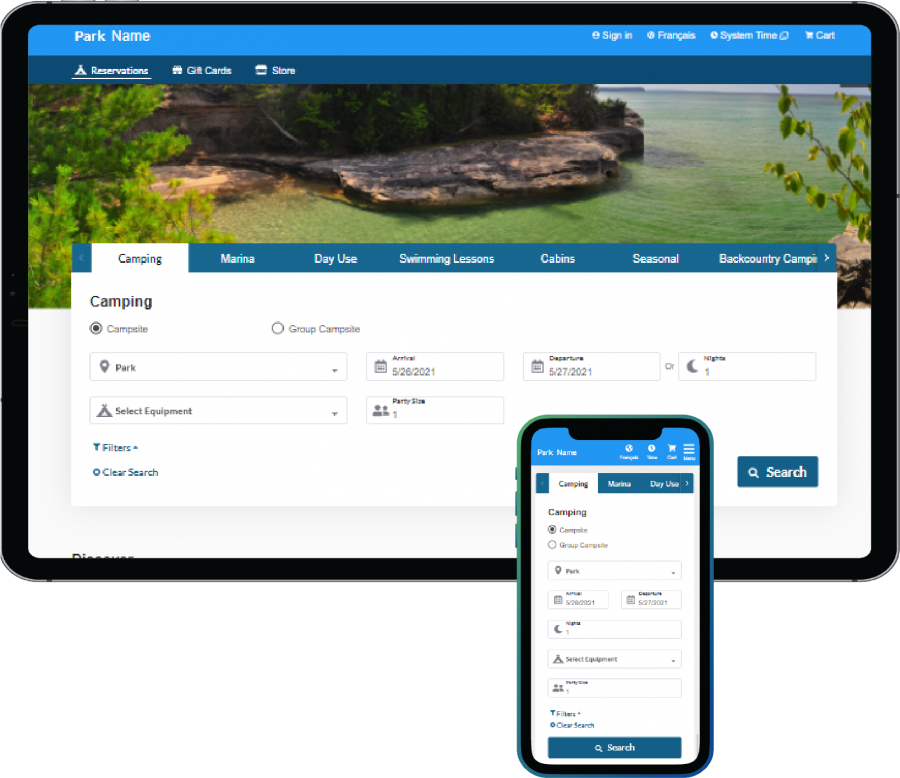 Park Name
Sign in Français System Time Cart
Reservations Gift Cards Store
Camping Marina Day Use Swimming Lessons Cabins Seasonal Backcountry Campin
Camping
Campsite Group Campsite
Park
Arrival
5/26/2021
Departure
5/27/2021
Or
Nights
1
Select Equipment
Party Size
1
Filters
Clear Search
Search
Discover
Park Name
Français Time Cart Menu
Camping Marina Day Use
Camping
Campsite
Group Campsite
Park
Arrival
5/26/2021
Departure
5/27/2021
Nights
1
Select Equipment
Party Size
1
Filters
Clear Search
Search